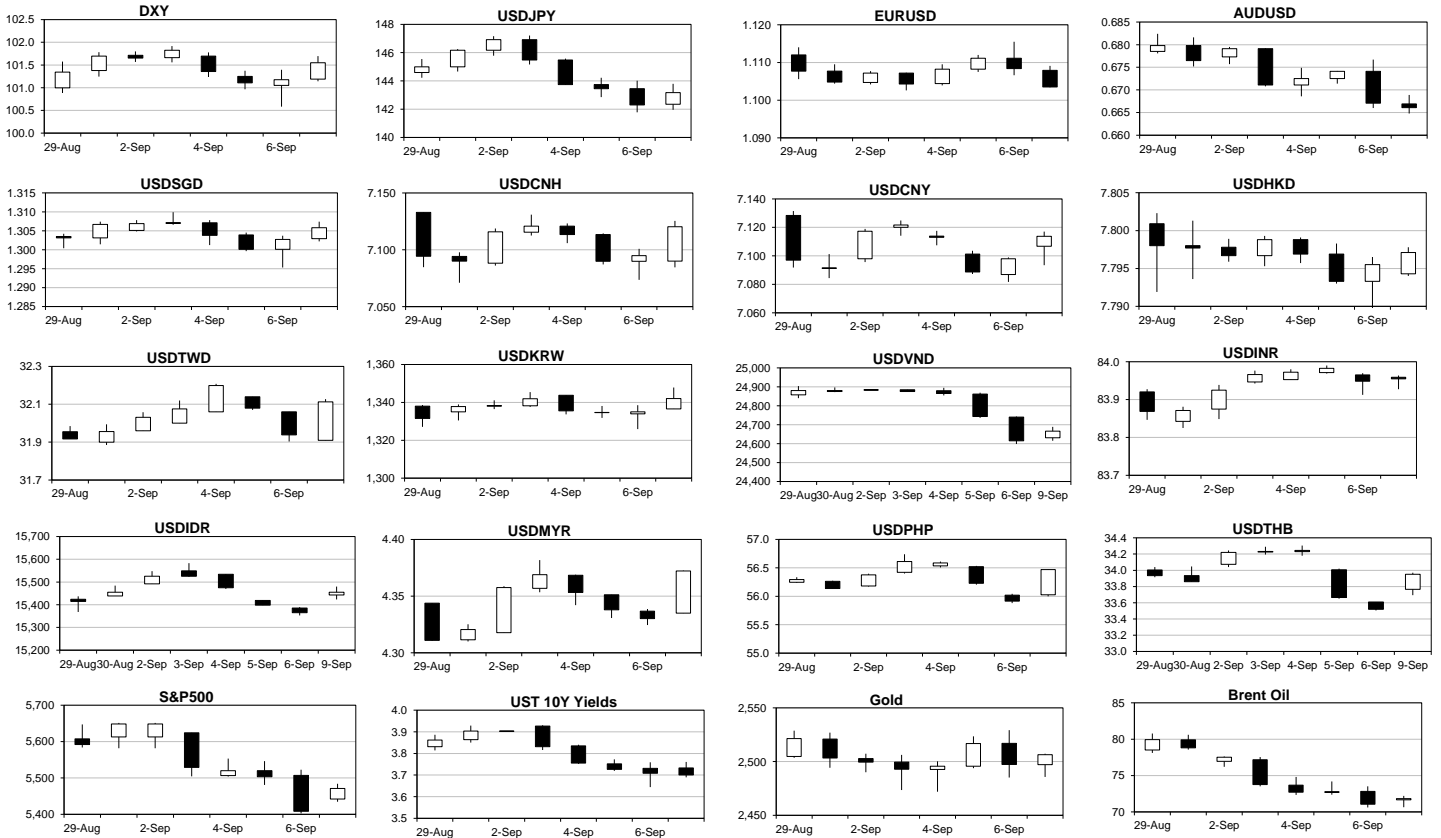 DXY
102.5
102.0
101.5
101.0
100.5
100.0
29-Aug 2-Sep 4-Sep 6-Sep
USDJPY
148
146
144
142
140
29-Aug 2-Sep 4-Sep 6-Sep
EURUSD
1.120
1.110
1.100
1.090
29-Aug 2-Sep 4-Sep 6-Sep
AUDUSD
0.685
0.680
0.675
0.670
0.665
0.660
29-Aug 2-Sep 4-Sep 6-Sep
USDSGD
1.315
1.310
1.305
1.300
1.295
1.290
1.285
29-Aug 2-Sep 4-Sep 6-Sep
USDCNH
7.150
7.100
7.050
29-Aug 2-Sep 4-Sep 6-Sep
USDCNY
7.140
7.120
7.100
7.080
7.060
29-Aug 2-Sep 4-Sep 6-Sep
USDHKD
7.805
7.800
7.795
7.790
29-Aug 2-Sep 4-Sep 6-Sep
USDTWD
32.3
32.1
31.9
31.7
29-Aug 2-Sep 4-Sep 6-Sep
USDKRW
1,360
1,340
1,320
1,300
29-Aug 2-Sep 4-Sep 6-Sep
USDVND
25,000
24,900
24,800
24,700
24,600
24,500
24,400
29-Aug 30-Aug 2-Sep 3-Sep 4-Sep 5-Sep 6-Sep 9-Sep
USDINR
84.0
83.9
83.8
83.7
29-Aug 2-Sep 4-Sep 6-Sep
USDIDR
15,700
15,600
15,500
15,400
15,300
15,200
29-Aug 30-Aug 2-Sep 3-Sep 4-Sep 5-Sep 6-Sep 9-Sep
USDMYR
4.40
4.35
4.30
29-Aug 2-Sep 4-Sep 6-Sep
USDPHP
57.0
56.5
56.0
55.5
55.0
29-Aug 2-Sep 4-Sep 6-Sep
USDTHB
34.4
34.2
34.0
33.8
33.6
33.4
33.2
33.0
29-Aug 30-Aug 2-Sep 3-Sep 4-Sep 5-Sep 6-Sep 9-Sep
S&P500
5,700
5,600
5,500
5,400
29-Aug 2-Sep 4-Sep 6-Sep
UST 10Y Yields
4.0
3.9
3.8
3.7
3.6
3.5
29-Aug 2-Sep 4-Sep 6-Sep
Gold
2,550
2,500
2,450
29-Aug 2-Sep 4-Sep 6-Sep
Brent Oil
85
80
75
70
29-Aug 2-Sep 4-Sep 6-Sep